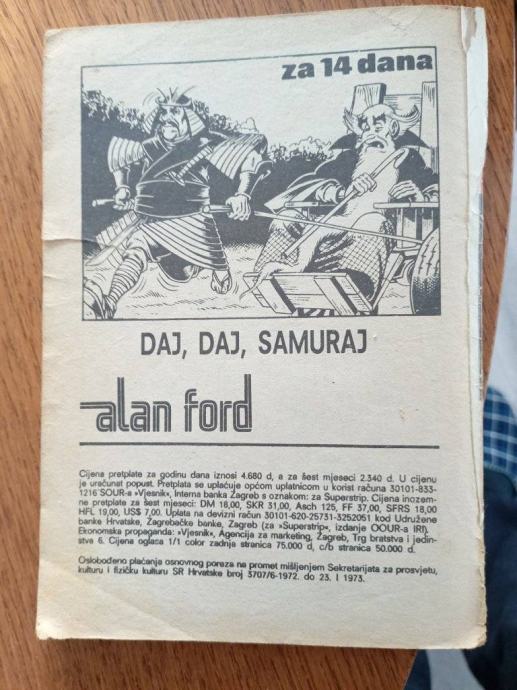 za 14 dana
DAJ, DAJ, SAMURAJ
alan ford
Cijena pretplate za godinu dana iznosi 4.680 d, a za šest mjeseci 2.340 d. U cijenu
je uračunat popust. Pretplata se uplaćuje općom uplatnicom u korist računa 30101-833-
1216 SOUR-a »Vjesnik«, Interna banka Zagreb s oznakom: za Superstrip. Cijena inozem-
ne pretplate za šest mjeseci: DM 16,00, SKR 31,00, Asch 125, FF 37,00, SFRS 18,00
HFL 19,00, US$ 7,00. Uplata na devizni račun 30101-620-25731-3252051 kod Udružene
banke Hrvatske, Zagrebačke banke, Zagreb (za »Superstrip«, izdanje OOUR-a IRI).
Ekonomska propaganda: »Vjesnik«, Agencija za marketing, Zagreb, Trg bratstva i jedin-
stva 6. Cijena oglasa 1/1 color zadnja stranica 75.000 d, c/b stranica 50.000 d.
Oslobođeno plaćanja osnovnog poreza na promet mišljenjem Sekretarijata za prosvjetu,
kulturu i fizičku kulturu SR Hrvatske broj 3707/6-1972. do 23. I 1973.